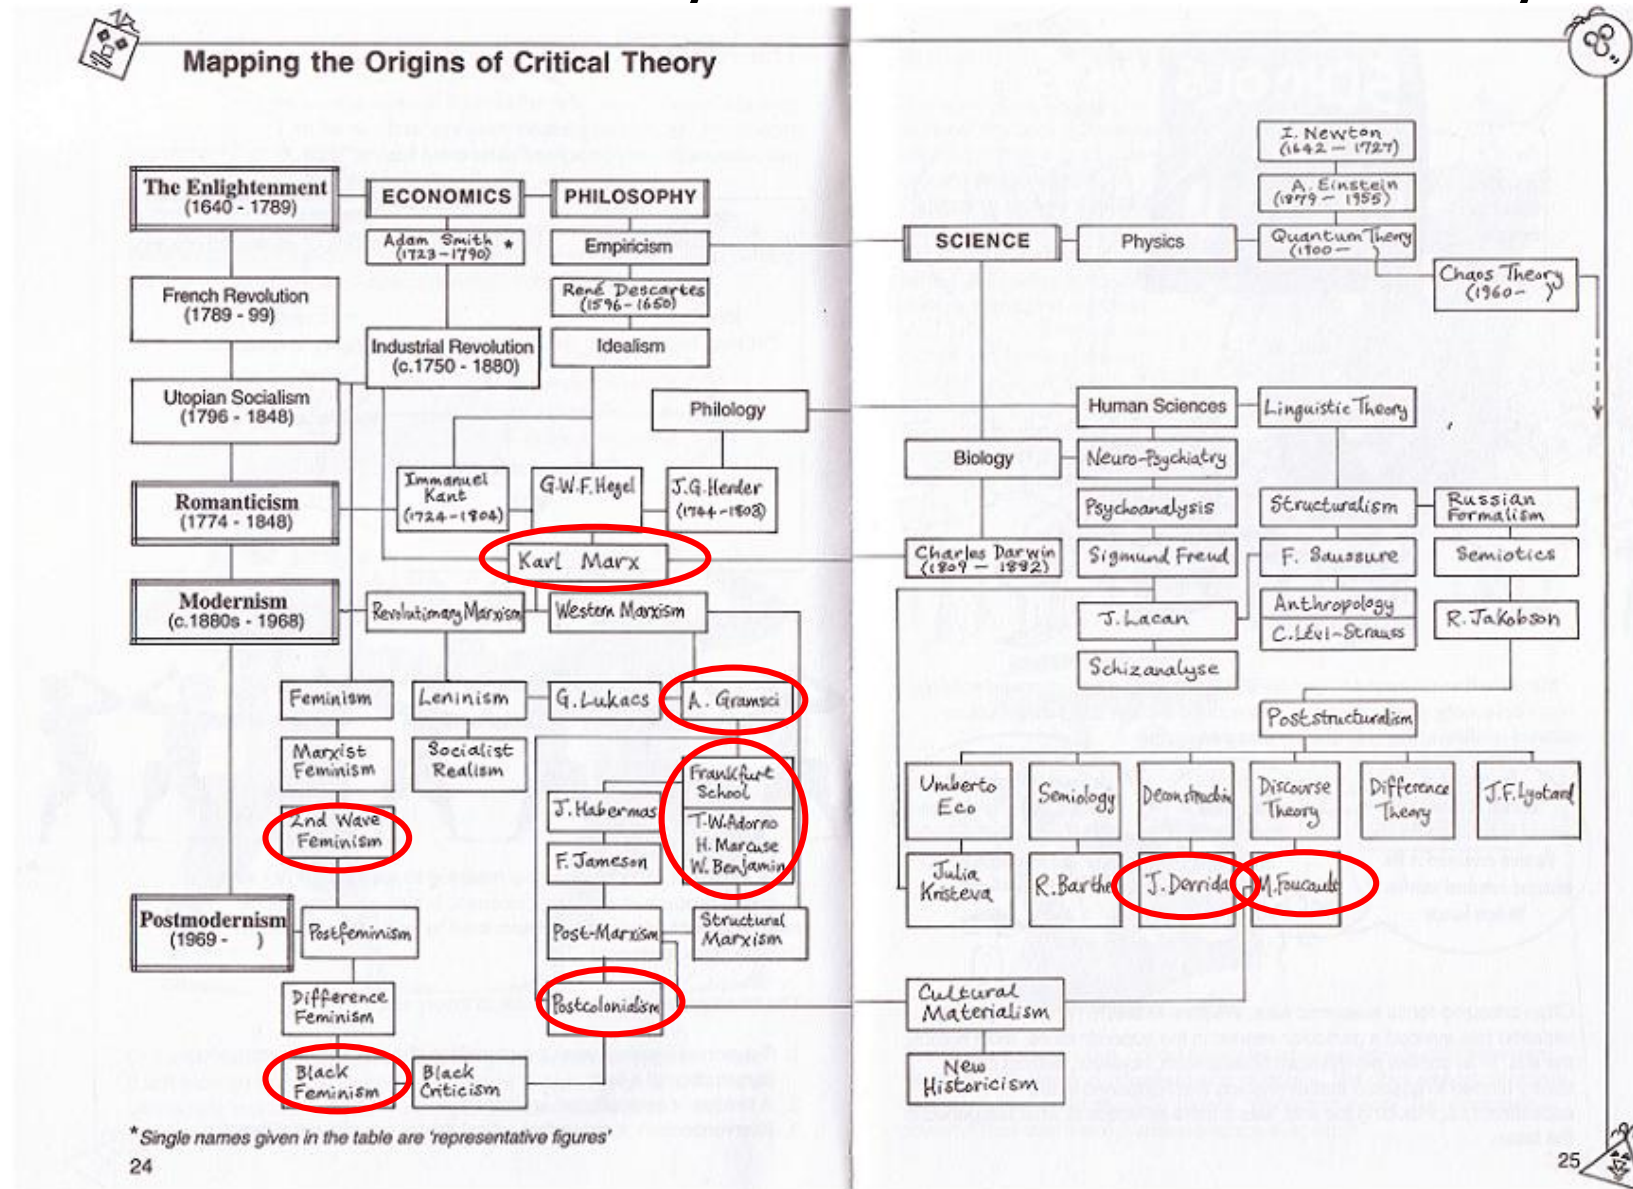 Mapping the Origins of Critical Theory
The Enlightenment
(1640 - 1789)
ECONOMICS
PHILOSOPHY
Adam Smith *
(1723-1790)
Empiricism
René Descartes
(1596-1650)
French Revolution
(1789 - 99)
Industrial Revolution
(c.1750 - 1880)
Idealism
Utopian Socialism
(1796 - 1848)
Philology
Romanticism
(1774 - 1848)
Immanuel
Kant
(1724-1804)
G.W.F. Hegel
J.G. Herder
(1744-1803)
Karl Marx
Modernism
(c.1880s - 1968)
Revolutionary Marxism
Western Marxism
Feminism
Leninism
G. Lukacs
A. Gramsci
Marxist
Feminism
Socialist
Realism
Frankfurt
School
T.W. Adorno
H. Marcuse
W. Benjamin
J. Habermas
2nd Wave
Feminism
F. Jameson
Postmodernism
(1969 - )
Postfeminism
Post-Marxism
Structural
Marxism
Difference
Feminism
Postcolonialism
Black
Feminism
Black
Criticism
*Single names given in the table are 'representative figures'
24
I. Newton
(1642 - 1727)
A. Einstein
(1879 - 1955)
SCIENCE
Physics
Quantum Theory
(1900 -
Chaos Theory
(1960- )
Human Sciences
Linguistic Theory
Biology
Neuro-Psychiatry
Psychoanalysis
Structuralism
Russian
Formalism
Charles Darwin
(1809 - 1882)
Sigmund Freud
F. Saussure
Semiotics
J. Lacan
Anthropology
C. Lévi-Strauss
R. Jakobson
Schizanalyse
Poststructuralism
Umberto
Eco
Semiology
Deconstruction
Discourse
Theory
Difference
Theory
J.F. Lyotard
Julia
Kristeva
R. Barthe
J. Derrida
M. Foucault
Cultural
Materialism
New
Historicism
25